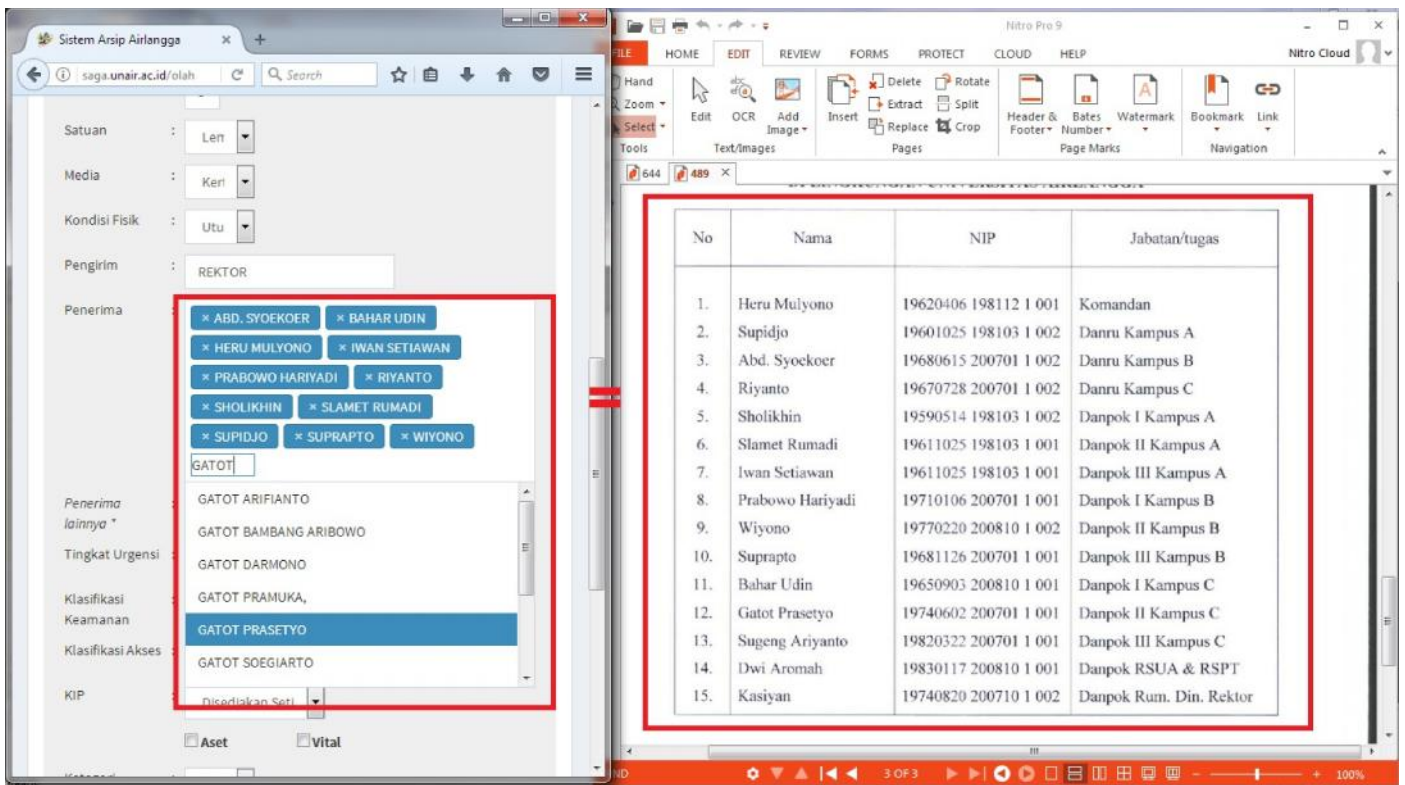 Sistem Arsip Airlangga
saga.unair.ac.id/olah
Search
Satuan : Len
Media : Kert
Kondisi Fisik : Utu
Pengirim : REKTOR
Penerima
× ABD. SYOEKOER × BAHAR UDIN
× HERU MULYONO × IWAN SETIAWAN
× PRABOWO HARIYADI × RIYANTO
× SHOLIKHIN × SLAMET RUMADI
× SUPIDJO × SUPRAPTO × WIYONO
GATOT
GATOT ARIFIANTO
GATOT BAMBANG ARIBOWO
GATOT DARMONO
GATOT PRAMUKA,
GATOT PRASETYO
GATOT SOEGIARTO
Penerima
lainnya *
Tingkat Urgensi
Klasifikasi
Keamanan
Klasifikasi Akses
KIP
Disediakan Seti
Aset Vital
Kategori
Nitro Pro 9
FILE HOME EDIT REVIEW FORMS PROTECT CLOUD HELP Nitro Cloud
Hand
Zoom
Select
Tools
Edit OCR Add
Image
Text/Images
Insert Delete Rotate
Extract Split
Replace Crop
Pages
Header &
Footer
Bates
Number
Watermark
Page Marks
Bookmark Link
Navigation
644 489
DI LINGKUNGAN UNIVERSITAS AIRLANGGA
No Nama NIP Jabatan/tugas
1. Heru Mulyono 19620406 198112 1 001 Komandan
2. Supidjo 19601025 198103 1 002 Danru Kampus A
3. Abd. Syoekoer 19680615 200701 1 002 Danru Kampus B
4. Riyanto 19670728 200701 1 001 Danru Kampus C
5. Sholikhin 19590514 198103 1 002 Danpok I Kampus A
6. Slamet Rumadi 19611025 198103 1 001 Danpok II Kampus A
7. Iwan Setiawan 19611025 198103 1 001 Danpok III Kampus A
8. Prabowo Hariyadi 19710106 200701 1 001 Danpok I Kampus B
9. Wiyono 19770220 200810 1 002 Danpok II Kampus B
10. Suprapto 19681126 200701 1 001 Danpok III Kampus B
11. Bahar Udin 19650903 200810 1 001 Danpok I Kampus C
12. Gatot Prasetyo 19740602 200701 1 001 Danpok II Kampus C
13. Sugeng Ariyanto 19820322 200701 1 001 Danpok III Kampus C
14. Dwi Aromah 19830117 200810 1 001 Danpok RSUA & RSPT
15. Kasiyan 19740820 200710 1 002 Danpok Rum. Din. Rektor
3 OF 3
100%